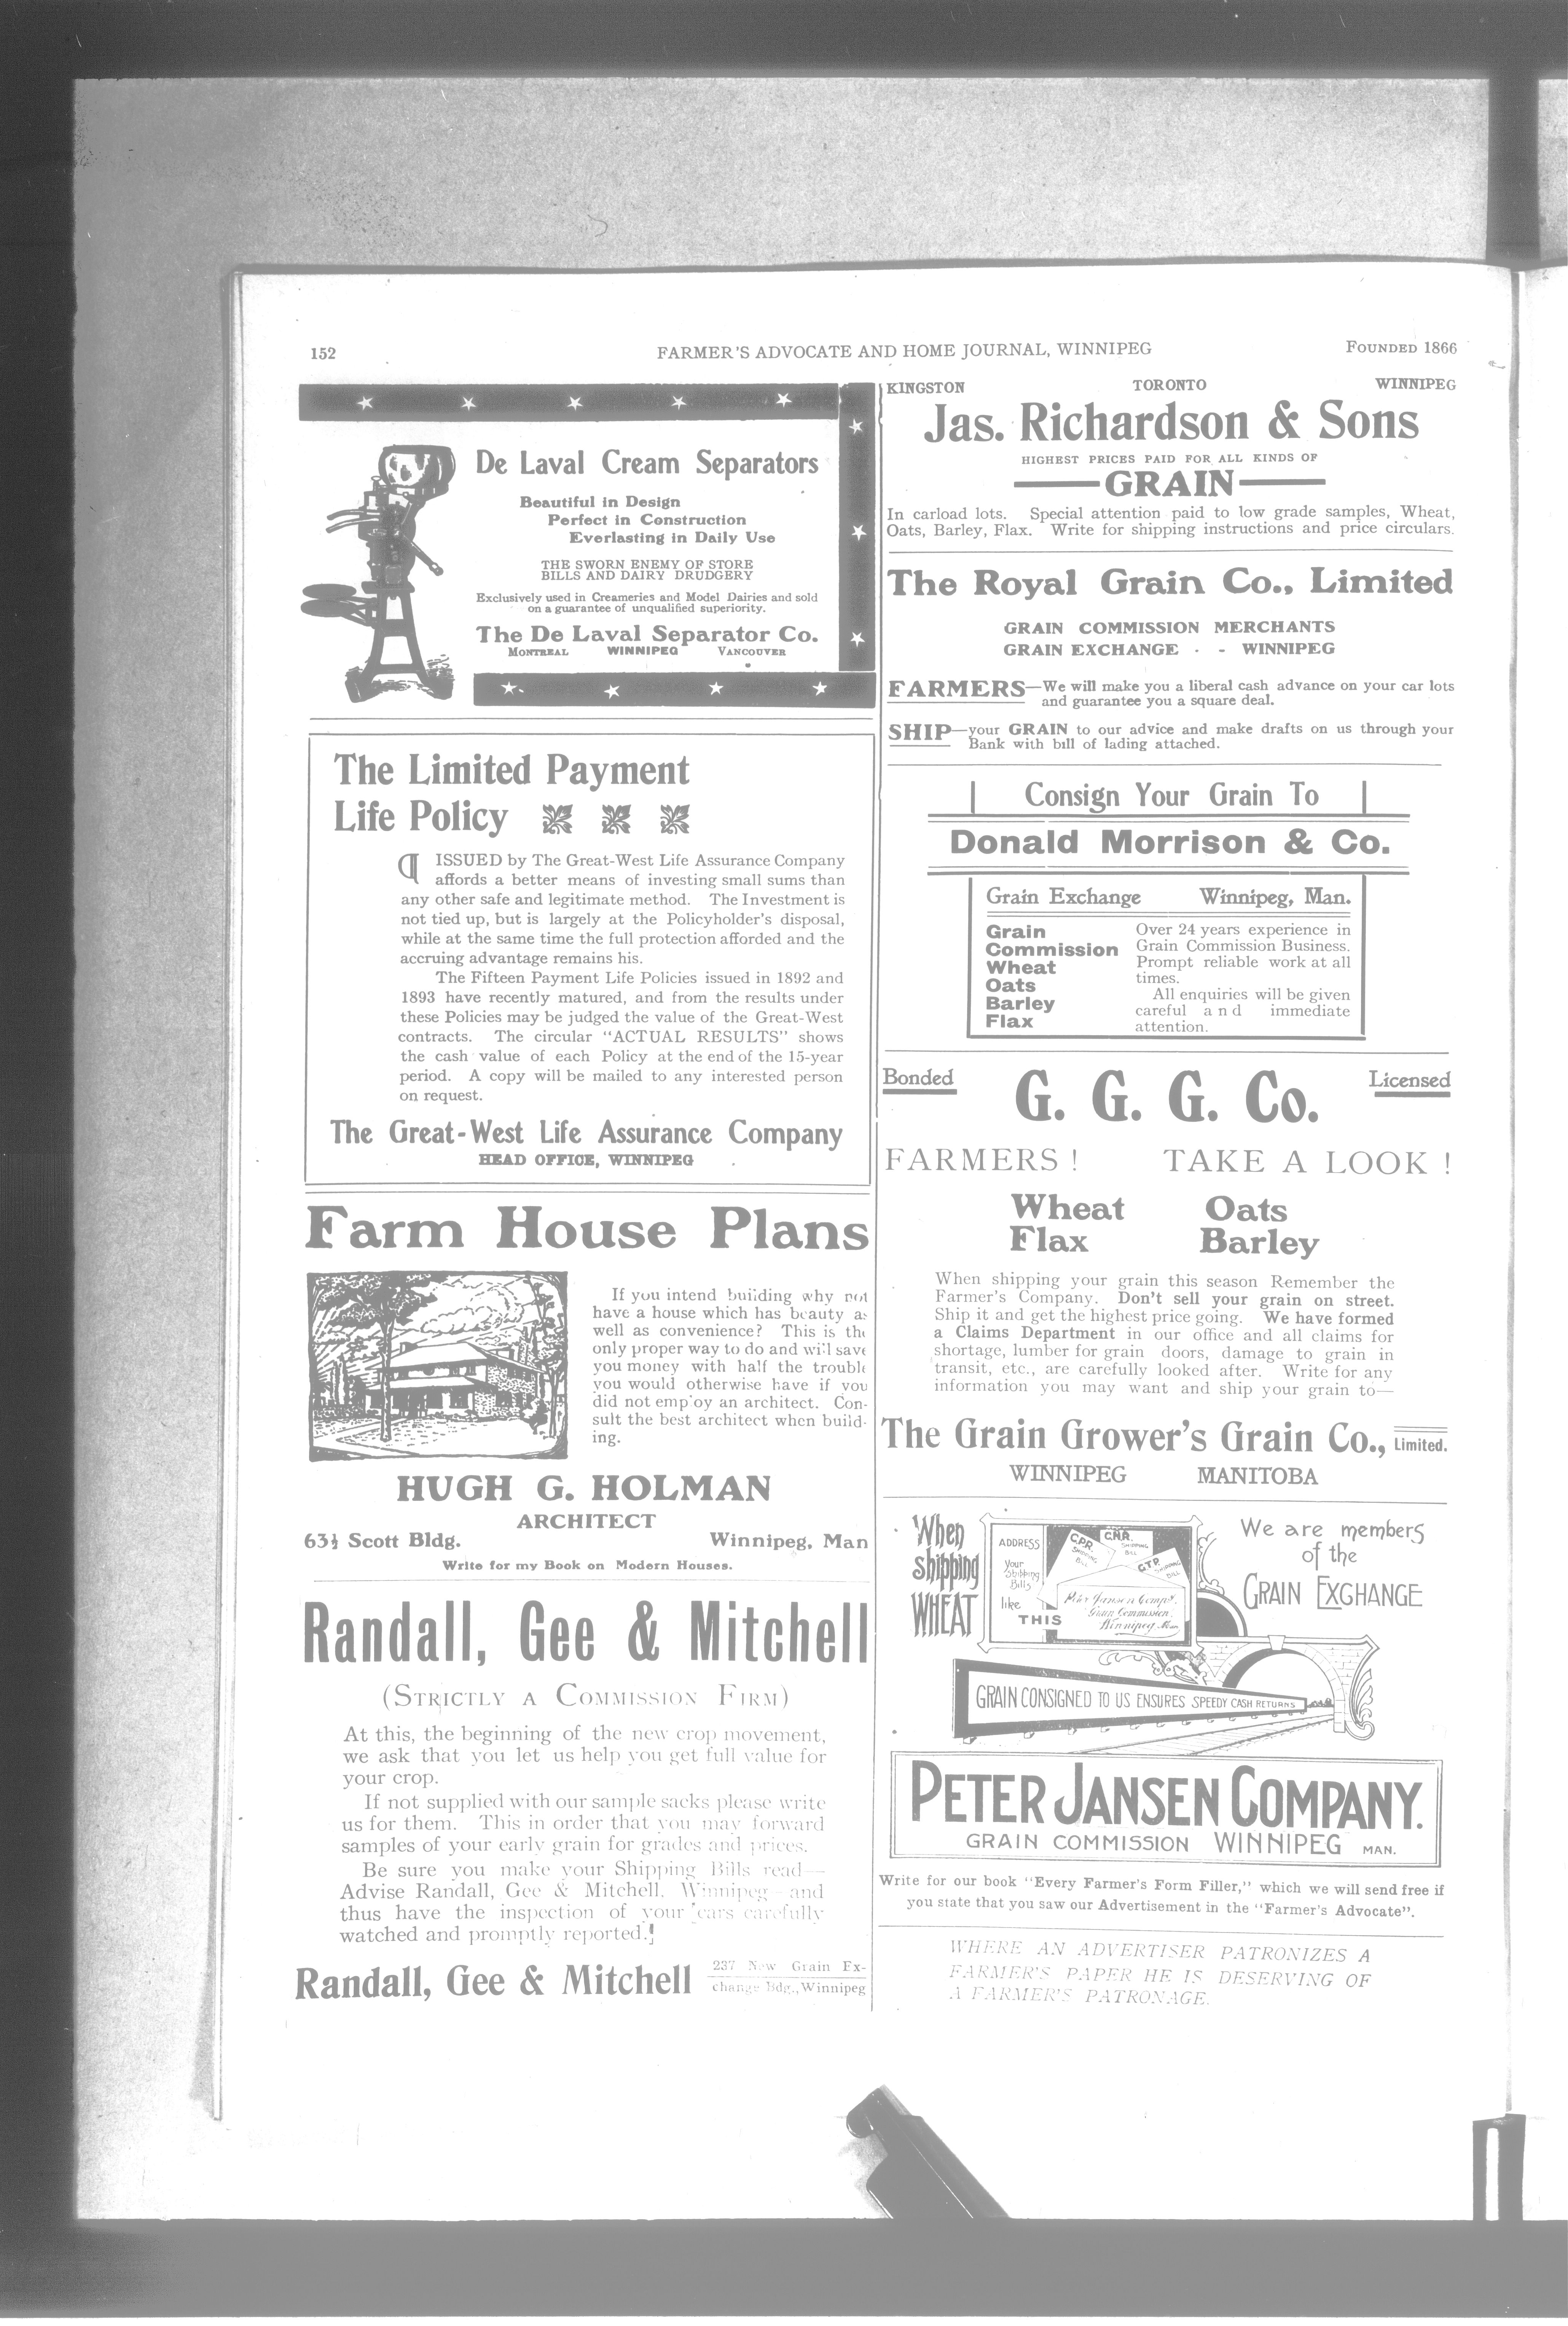 152
FARMER'S ADVOCATE AND HOME JOURNAL, WINNIPEG
FOUNDED 1866
De Laval Cream Separators
Beautiful in Design
Perfect in Construction
Everlasting in Daily Use
THE SWORN ENEMY OF STORE
BILLS AND DAIRY DRUDGERY
Exclusively used in Creameries and Model Dairies and sold
on a guarantee of unqualified superiority.
The De Laval Separator Co.
MONTREAL WINNIPEG VANCOUVER
The Limited Payment
Life Policy
¶ ISSUED by The Great-West Life Assurance Company
affords a better means of investing small sums than
any other safe and legitimate method. The Investment is
not tied up, but is largely at the Policyholder's disposal,
while at the same time the full protection afforded and the
accruing advantage remains his.
The Fifteen Payment Life Policies issued in 1892 and
1893 have recently matured, and from the results under
these Policies may be judged the value of the Great-West
contracts. The circular "ACTUAL RESULTS" shows
the cash value of each Policy at the end of the 15-year
period. A copy will be mailed to any interested person
on request.
The Great-West Life Assurance Company
HEAD OFFICE, WINNIPEG
Farm House Plans
If you intend building why not
have a house which has beauty as
well as convenience? This is the
only proper way to do and will save
you money with half the trouble
you would otherwise have if you
did not employ an architect. Con-
sult the best architect when build-
ing.
HUGH G. HOLMAN
ARCHITECT
63½ Scott Bldg. Winnipeg, Man
Write for my Book on Modern Houses.
Randall, Gee & Mitchell
(STRICTLY A COMMISSION FIRM)
At this, the beginning of the new crop movement,
we ask that you let us help you get full value for
your crop.
If not supplied with our sample sacks please write
us for them. This in order that you may forward
samples of your early grain for grades and prices.
Be sure you make your Shipping Bills read—
Advise Randall, Gee & Mitchell, Winnipeg—and
thus have the inspection of your cars carefully
watched and promptly reported.!
Randall, Gee & Mitchell
237 New Grain Ex-
change Bdg., Winnipeg
KINGSTON TORONTO WINNIPEG
Jas. Richardson & Sons
HIGHEST PRICES PAID FOR ALL KINDS OF
GRAIN
In carload lots. Special attention paid to low grade samples, Wheat,
Oats, Barley, Flax. Write for shipping instructions and price circulars.
The Royal Grain Co., Limited
GRAIN COMMISSION MERCHANTS
GRAIN EXCHANGE - - WINNIPEG
FARMERS—We will make you a liberal cash advance on your car lots
and guarantee you a square deal.
SHIP—your GRAIN to our advice and make drafts on us through your
Bank with bill of lading attached.
Consign Your Grain To
Donald Morrison & Co.
Grain Exchange Winnipeg, Man.
Grain
Commission
Wheat
Oats
Barley
Flax
Over 24 years experience in
Grain Commission Business.
Prompt reliable work at all
times.
All enquiries will be given
careful and immediate
attention.
Bonded G. G. G. Co. Licensed
FARMERS! TAKE A LOOK!
Wheat Oats
Flax Barley
When shipping your grain this season Remember the
Farmer's Company. Don't sell your grain on street.
Ship it and get the highest price going. We have formed
a Claims Department in our office and all claims for
shortage, lumber for grain doors, damage to grain in
transit, etc., are carefully looked after. Write for any
information you may want and ship your grain to—
The Grain Grower's Grain Co., Limited.
WINNIPEG MANITOBA
When
shipping
WHEAT
ADDRESS
Your
Shipping
Bills
like
THIS
C.P.R.
SHIPPING
BILL
C.N.R.
SHIPPING
BILL
G.T.P.
SHIPPING
BILL
Peter Jansen Compy.
Grain Commission.
Winnipeg Man
We are members
of the
GRAIN EXCHANGE
GRAIN CONSIGNED TO US ENSURES SPEEDY CASH RETURNS
PETER JANSEN COMPANY.
GRAIN COMMISSION WINNIPEG MAN.
Write for our book "Every Farmer's Form Filler," which we will send free if
you state that you saw our Advertisement in the "Farmer's Advocate".
WHERE AN ADVERTISER PATRONIZES A
FARMER'S PAPER HE IS DESERVING OF
A FARMER'S PATRONAGE.